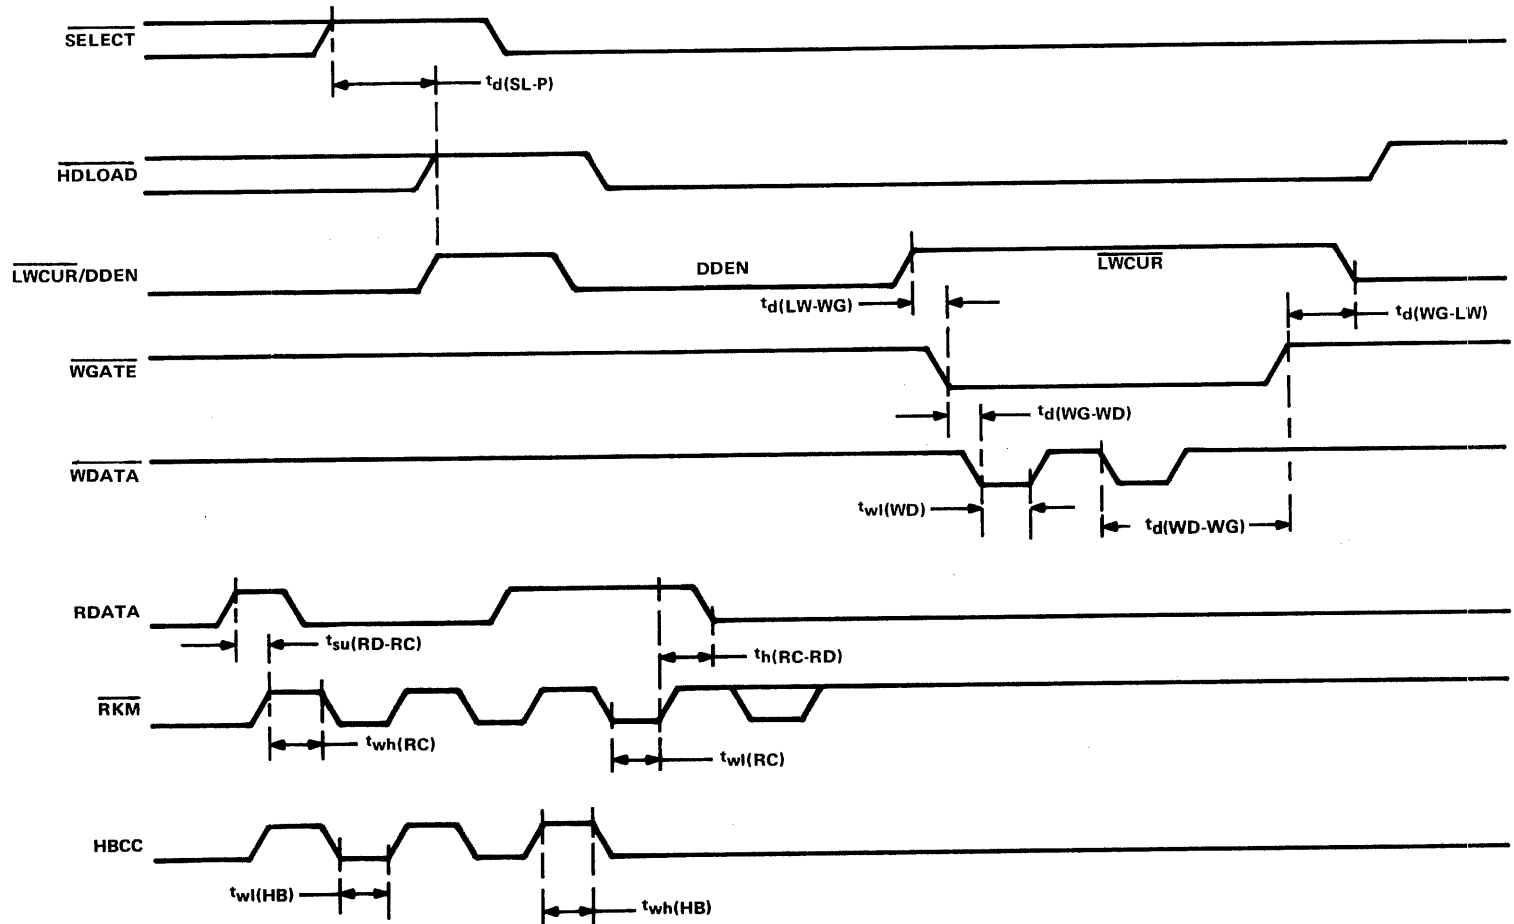 SELECT
td(SL-P)
HDLOAD
LWCUR/DDEN
DDEN
LWCUR
td(LW-WG)
td(WG-LW)
WGATE
td(WG-WD)
WDATA
twl(WD)
td(WD-WG)
RDATA
tsu(RD-RC)
th(RC-RD)
RKM
twh(RC)
twl(RC)
HBCC
twl(HB)
twh(HB)